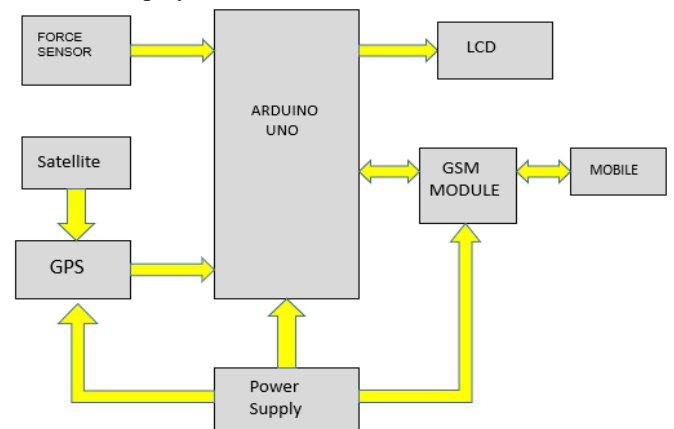 FORCE
SENSOR
LCD
ARDUINO
UNO
Satellite
GSM
MODULE
MOBILE
GPS
Power
Supply